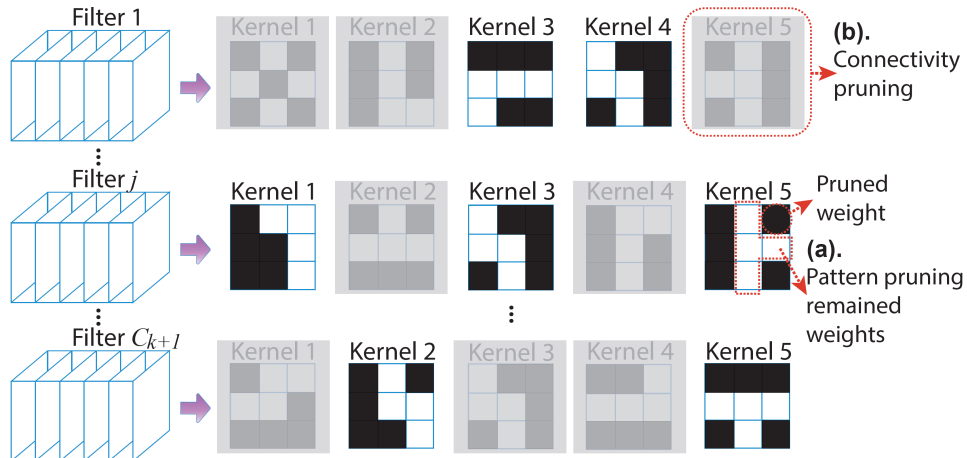 Filter 1
Kernel 1 Kernel 2 Kernel 3 Kernel 4 Kernel 5
(b).
Connectivity
pruning
Filter j
Kernel 1 Kernel 2 Kernel 3 Kernel 4 Kernel 5
Pruned
weight
(a).
Pattern pruning
remained
weights
Filter Ck+1
Kernel 1 Kernel 2 Kernel 3 Kernel 4 Kernel 5